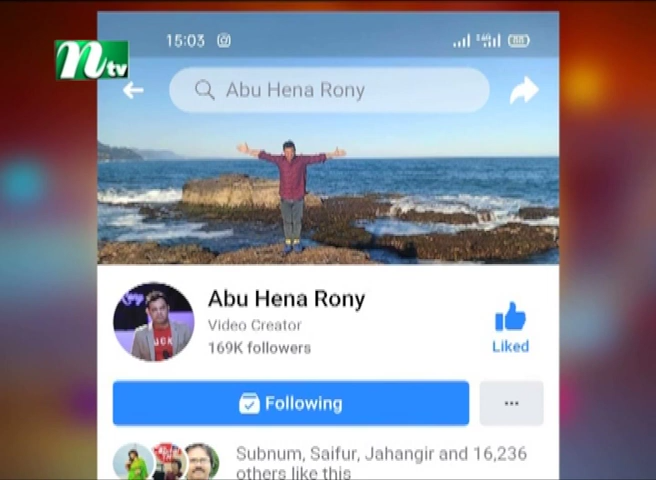 ntv
15:03
Abu Hena Rony
Abu Hena Rony
Video Creator
169K followers
Liked
Following
Subnum, Saifur, Jahangir and 16,236
others like this